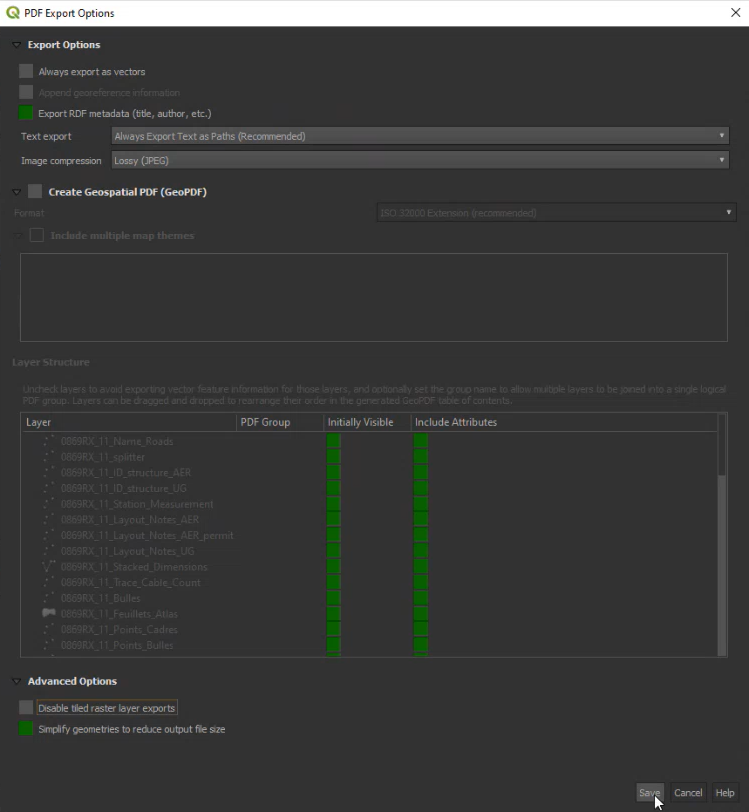 PDF Export Options
Export Options
Always export as vectors
Append georeference information
Export RDF metadata (title, author, etc.)
Text export Always Export Text as Paths (Recommended)
Image compression Lossy (JPEG)
Create Geospatial PDF (GeoPDF)
Format ISO 32000 Extension (recommended)
Include multiple map themes
Layer Structure
Uncheck layers to avoid exporting vector feature information for those layers, and optionally set the group name to allow multiple layers to be joined into a single logical
PDF group. Layers can be dragged and dropped to rearrange their order in the generated GeoPDF table of contents.
Layer PDF Group Initially Visible Include Attributes
0869RX_11_Name_Roads
0869RX_11_splitter
0869RX_11_ID_structure_AER
0869RX_11_ID_structure_UG
0869RX_11_Station_Measurement
0869RX_11_Layout_Notes_AER
0869RX_11_Layout_Notes_AER_permit
0869RX_11_Layout_Notes_UG
0869RX_11_Stacked_Dimensions
0869RX_11_Trace_Cable_Count
0869RX_11_Bulles
0869RX_11_Feuillets_Atlas
0869RX_11_Points_Cadres
0869RX_11_Points_Bulles
Advanced Options
Disable tiled raster layer exports
Simplify geometries to reduce output file size
Save Cancel Help